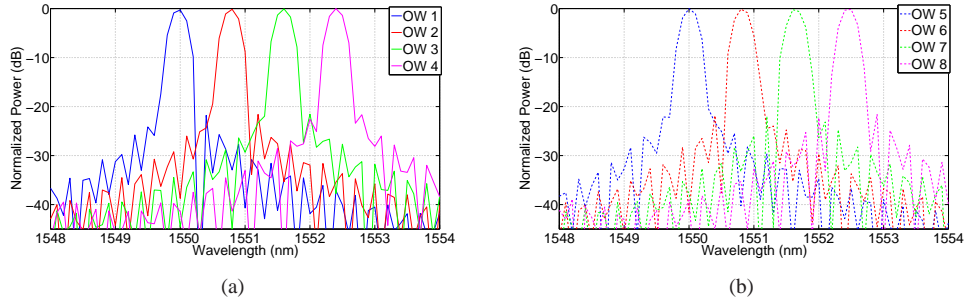 0
−10
−20
−30
−40
Normalized Power (dB)
1548
1549
1550
1551
1552
1553
1554
Wavelength (nm)
OW 1
OW 2
OW 3
OW 4
(a)
0
−10
−20
−30
−40
Normalized Power (dB)
1548
1549
1550
1551
1552
1553
1554
Wavelength (nm)
OW 5
OW 6
OW 7
OW 8
(b)